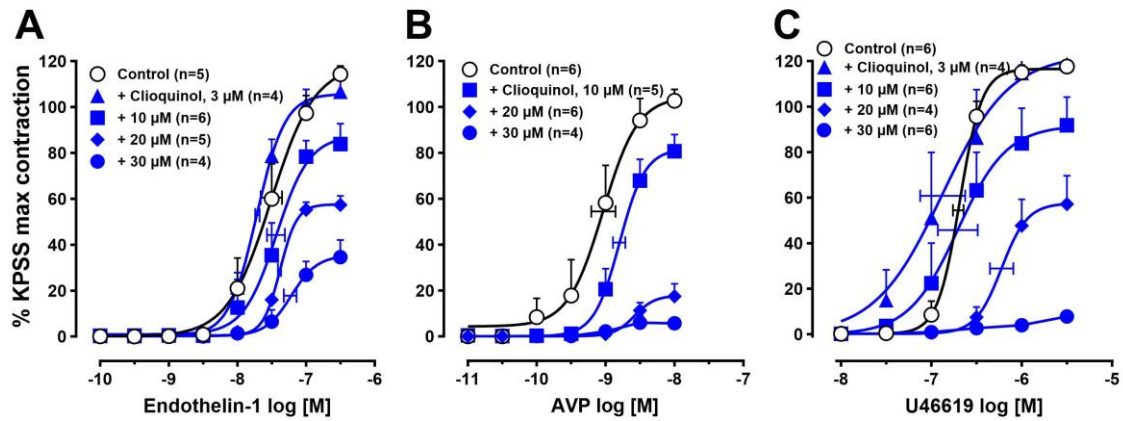 A
B
C
% KPSS max contraction
120
100
80
60
40
20
0
Control (n=5)
+ Clioquinol, 3 µM (n=4)
+ 10 µM (n=6)
+ 20 µM (n=5)
+ 30 µM (n=4)
-10
-9
-8
-7
-6
Endothelin-1 log [M]
120
100
80
60
40
20
0
Control (n=6)
+ Clioquinol, 10 µM (n=5)
+ 20 µM (n=6)
+ 30 µM (n=4)
-11
-10
-9
-8
-7
AVP log [M]
120
100
80
60
40
20
0
Control (n=6)
+ Clioquinol, 3 µM (n=4)
+ 10 µM (n=6)
+ 20 µM (n=4)
+ 30 µM (n=6)
-8
-7
-6
-5
U46619 log [M]